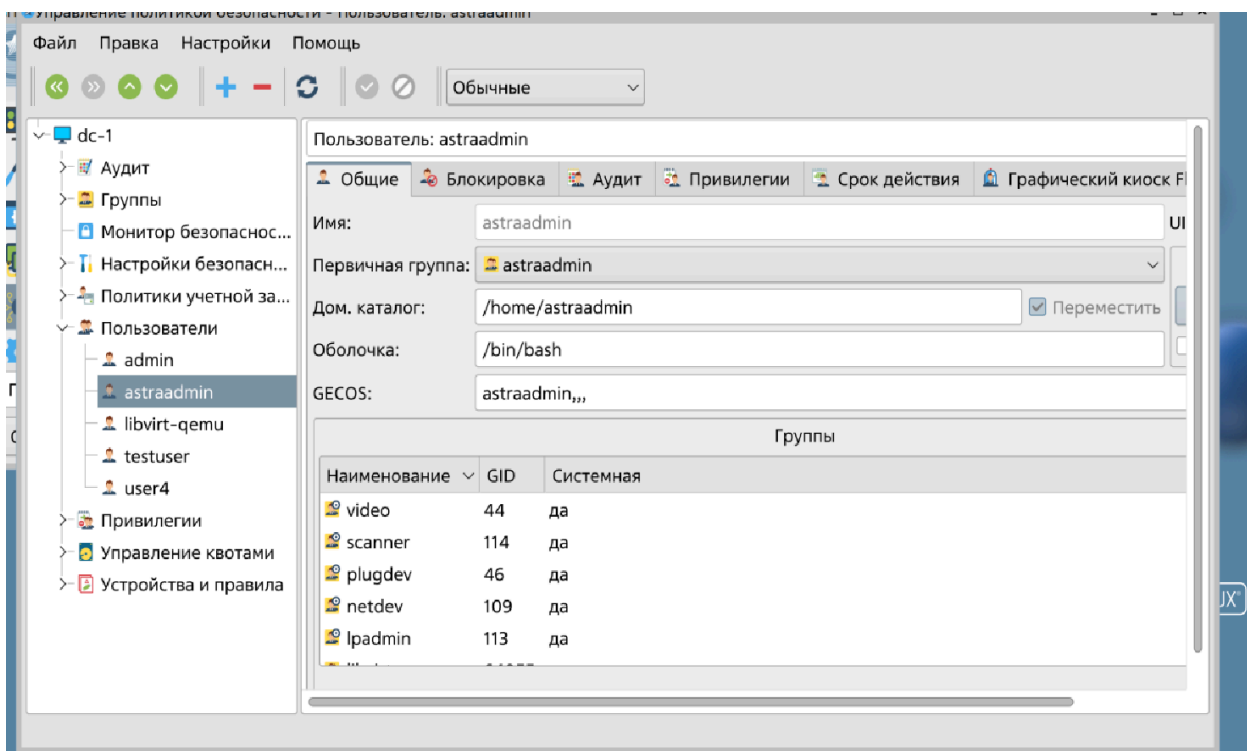 Управление политикой безопасности - Пользователь: astraadmin
Файл Правка Настройки Помощь
Обычные
dc-1
Аудит
Группы
Монитор безопаснос...
Настройки безопасн...
Политики учетной за...
Пользователи
admin
astraadmin
libvirt-qemu
testuser
user4
Привилегии
Управление квотами
Устройства и правила
Пользователь: astraadmin
Общие Блокировка Аудит Привилегии Срок действия Графический киоск Fl
Имя: astraadmin UI
Первичная группа: astraadmin
Дом. каталог: /home/astraadmin Переместить
Оболочка: /bin/bash
GECOS: astraadmin,,,
Группы
Наименование GID Системная
video 44 да
scanner 114 да
plugdev 46 да
netdev 109 да
lpadmin 113 да
UX